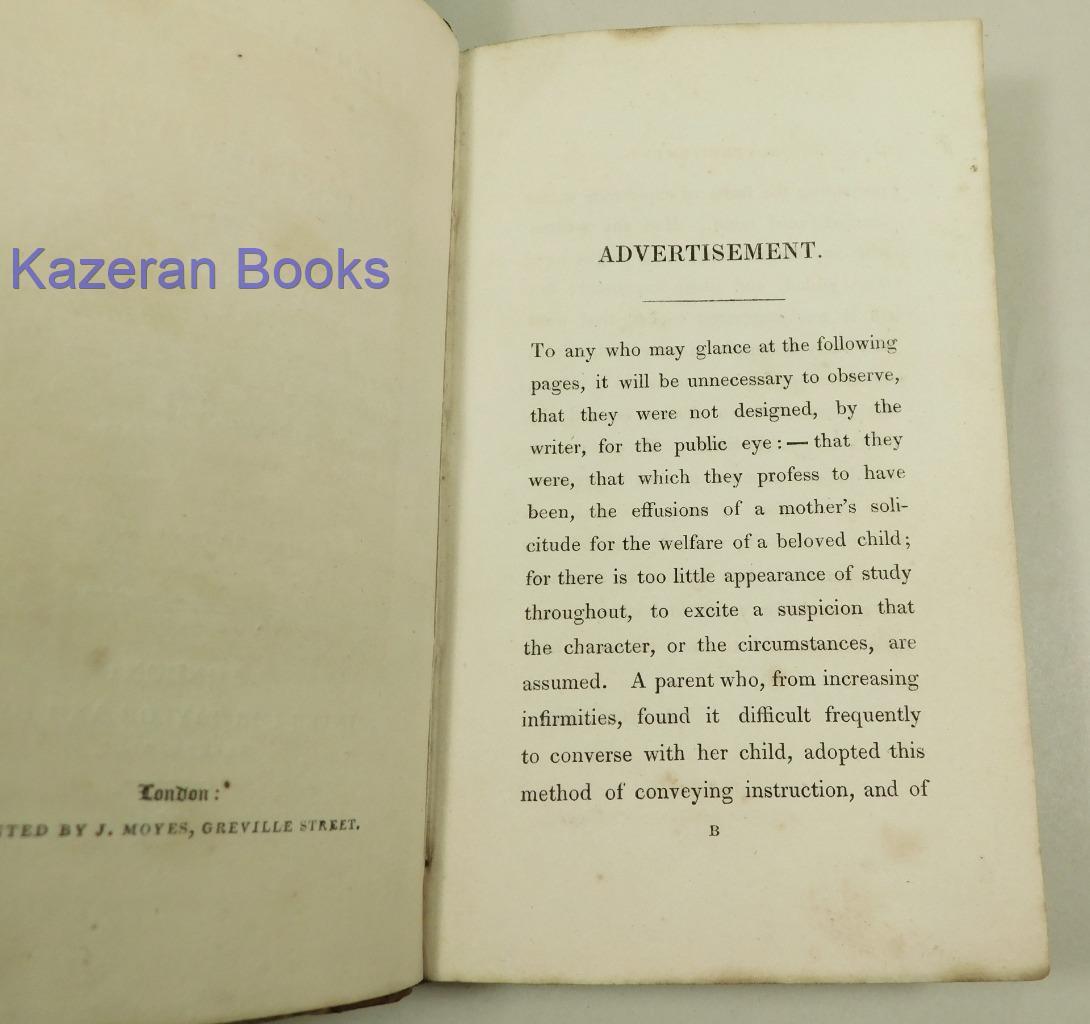 Kazeran Books
London:
TED BY J. MOYES, GREVILLE STREET.
ADVERTISEMENT.
To any who may glance at the following
pages, it will be unnecessary to observe,
that they were not designed, by the
writer, for the public eye: — that they
were, that which they profess to have
been, the effusions of a mother's soli-
citude for the welfare of a beloved child;
for there is too little appearance of study
throughout, to excite a suspicion that
the character, or the circumstances, are
assumed. A parent who, from increasing
infirmities, found it difficult frequently
to converse with her child, adopted this
method of conveying instruction, and of
B